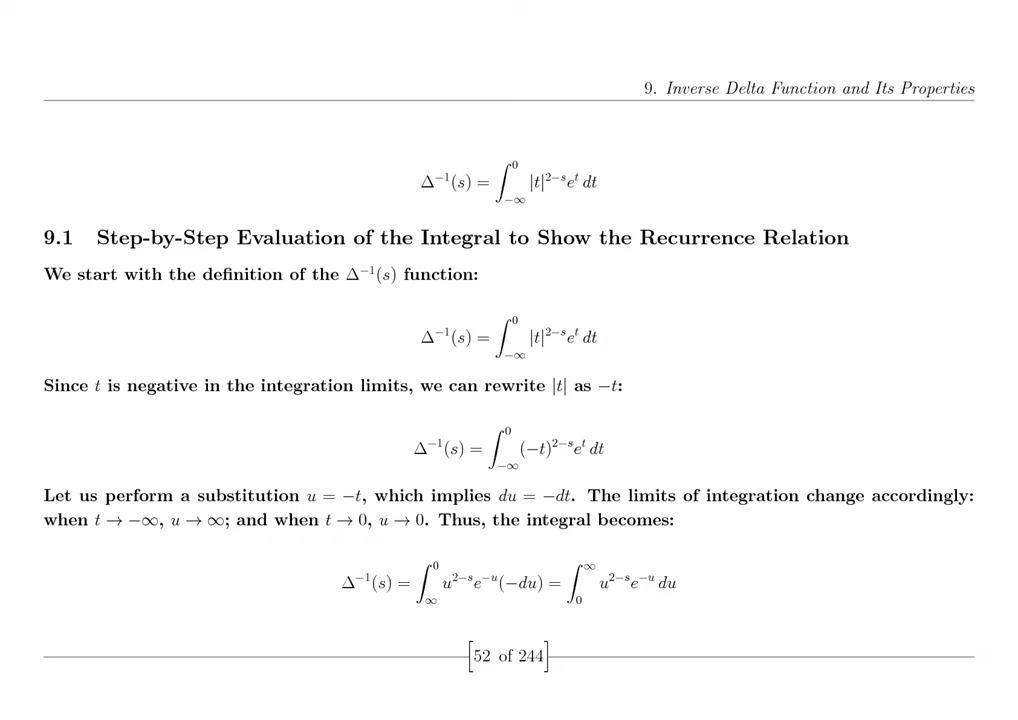 9. Inverse Delta Function and Its Properties
Δ⁻¹(s) = ∫_{−∞}^{0} |t|^{2−s} e^t dt
9.1 Step-by-Step Evaluation of the Integral to Show the Recurrence Relation
We start with the definition of the Δ⁻¹(s) function:
Δ⁻¹(s) = ∫_{−∞}^{0} |t|^{2−s} e^t dt
Since t is negative in the integration limits, we can rewrite |t| as −t:
Δ⁻¹(s) = ∫_{−∞}^{0} (−t)^{2−s} e^t dt
Let us perform a substitution u = −t, which implies du = −dt. The limits of integration change accordingly:
when t → −∞, u → ∞; and when t → 0, u → 0. Thus, the integral becomes:
Δ⁻¹(s) = ∫_{∞}^{0} u^{2−s} e^{−u} (−du) = ∫_{0}^{∞} u^{2−s} e^{−u} du
[52 of 244]